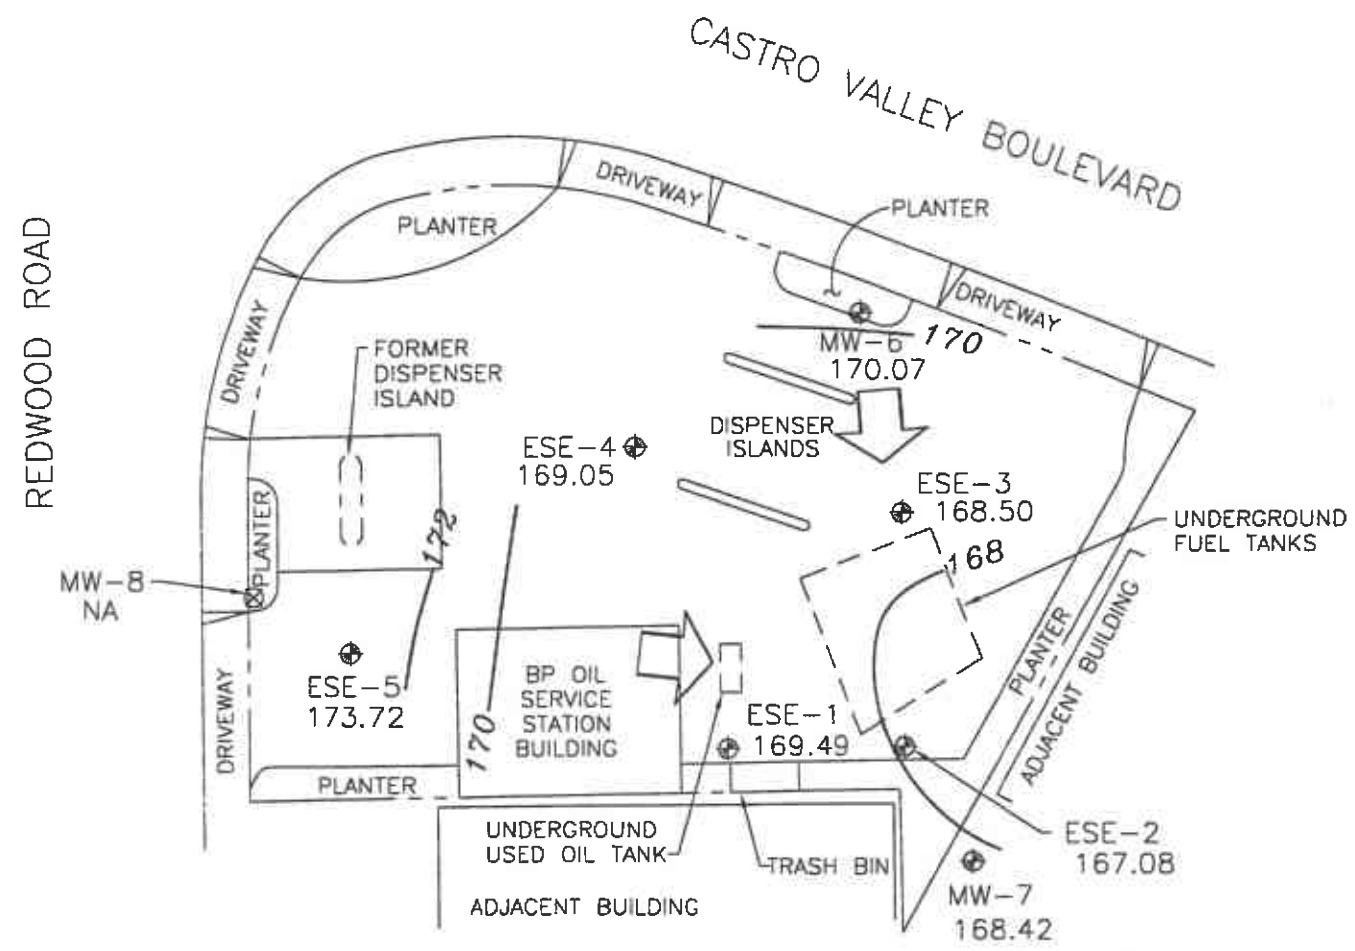 CASTRO VALLEY BOULEVARD
REDWOOD ROAD
DRIVEWAY
PLANTER
PLANTER
DRIVEWAY
DRIVEWAY
MW-6
170.07
170
FORMER
DISPENSER
ISLAND
DISPENSER
ISLANDS
ESE-4
169.05
ESE-3
168.50
168
UNDERGROUND
FUEL TANKS
172
PLANTER
MW-8
NA
ESE-5
173.72
DRIVEWAY
170
BP OIL
SERVICE
STATION
BUILDING
ESE-1
169.49
PLANTER
ADJACENT BUILDING
PLANTER
UNDERGROUND
USED OIL TANK
TRASH BIN
ESE-2
167.08
MW-7
168.42
ADJACENT BUILDING